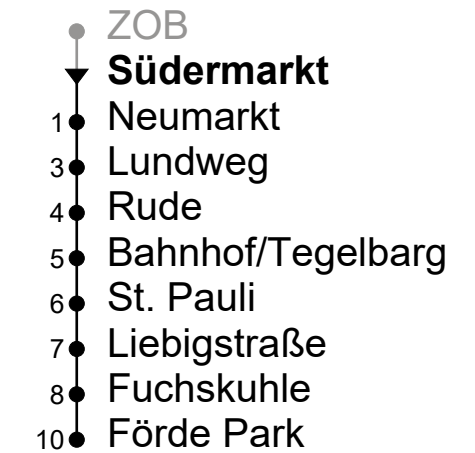 ZOB
Südermarkt
1 Neumarkt
3 Lundweg
4 Rude
5 Bahnhof/Tegelbarg
6 St. Pauli
7 Liebigstraße
8 Fuchskuhle
10 Förde Park